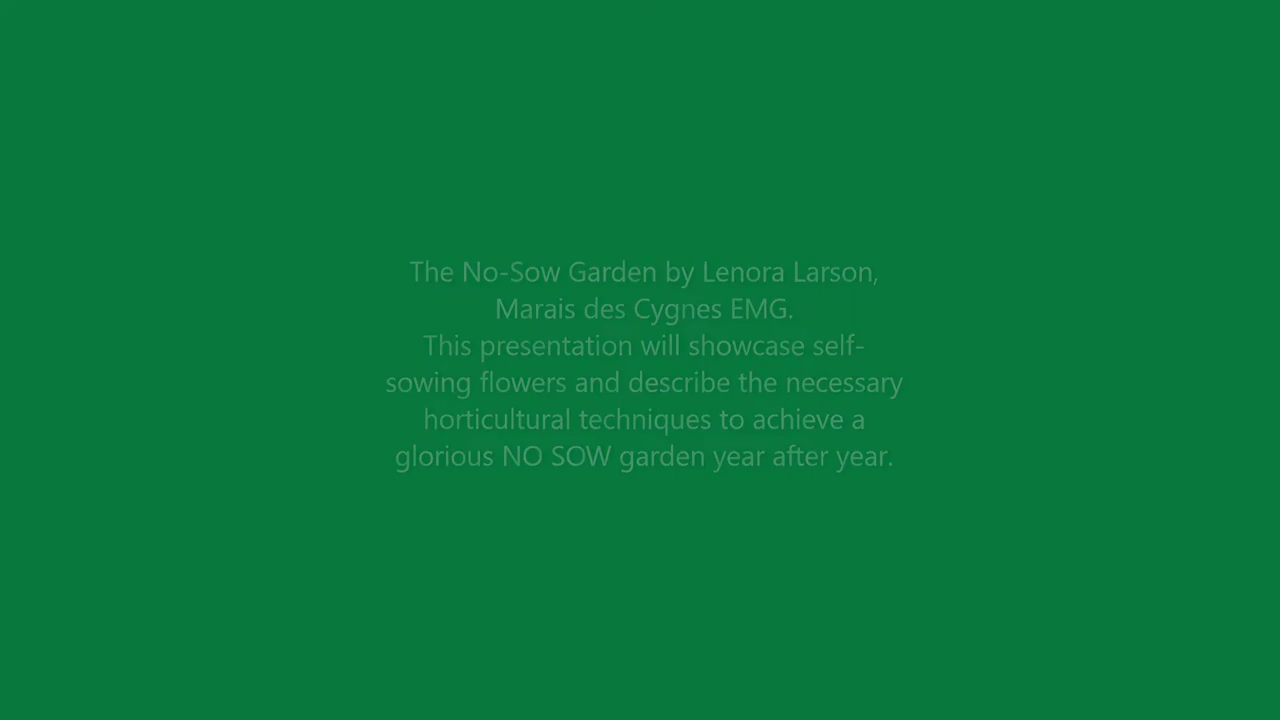 The No-Sow Garden by Lenora Larson,
Marais des Cygnes EMG.
This presentation will showcase self-
sowing flowers and describe the necessary
horticultural techniques to achieve a
glorious NO SOW garden year after year.